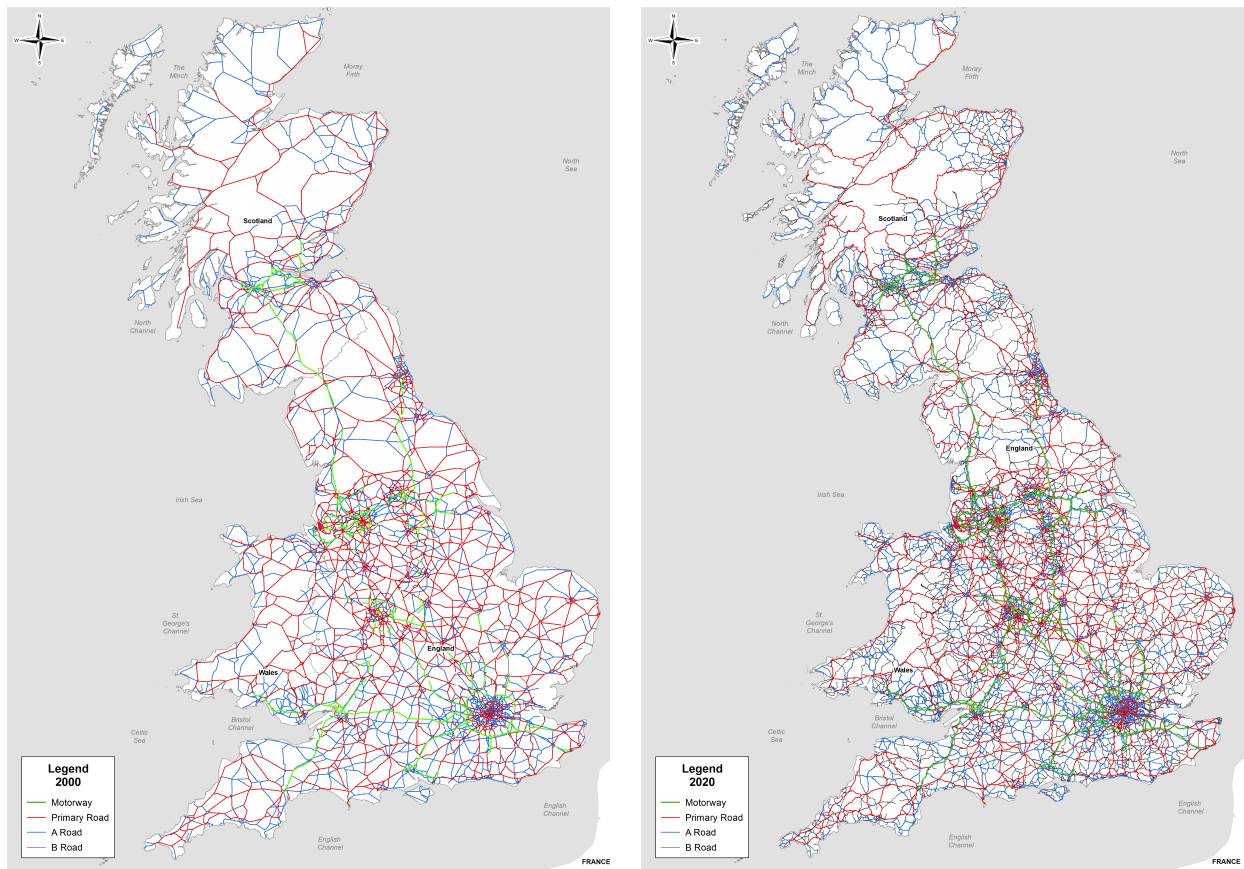 N
W
E
S
The
Minch
Moray
Firth
North
Sea
Scotland
North
Channel
Irish Sea
St.
George's
Channel
England
Wales
Bristol
Channel
Celtic
Sea
Legend
2000
Motorway
Primary Road
A Road
B Road
English
Channel
English
Channel
FRANCE
N
W
E
S
The
Minch
Moray
Firth
North
Sea
Scotland
North
Channel
England
Irish Sea
St.
George's
Channel
Wales
Bristol
Channel
Celtic
Sea
Legend
2020
Motorway
Primary Road
A Road
B Road
English
Channel
English
Channel
FRANCE